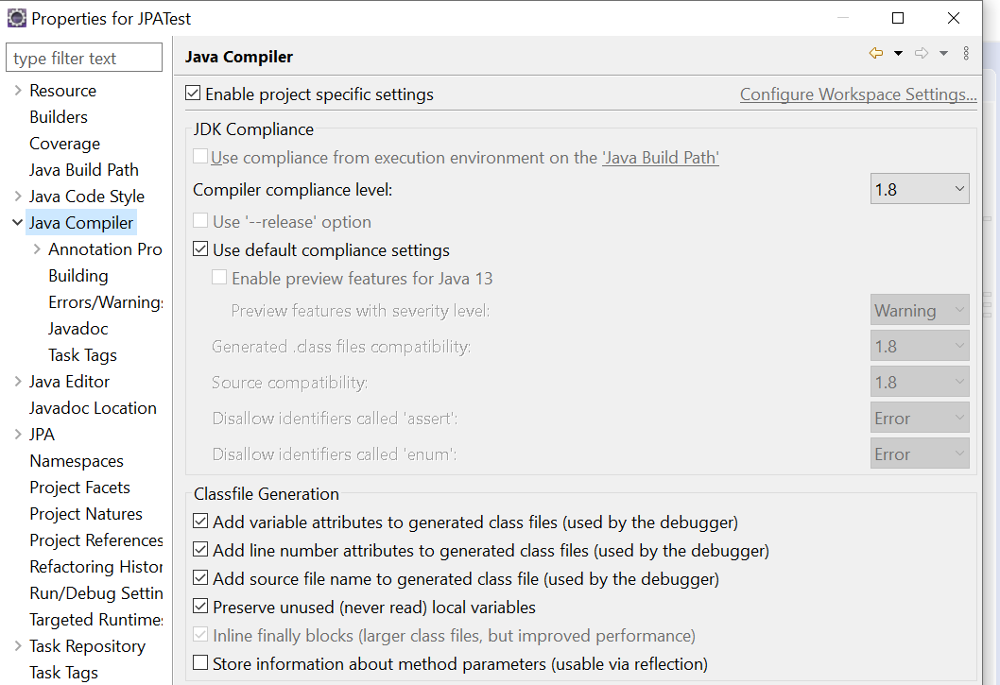 Properties for JPATest
type filter text
Resource
Builders
Coverage
Java Build Path
Java Code Style
Java Compiler
Annotation Pro
Building
Errors/Warnings
Javadoc
Task Tags
Java Editor
Javadoc Location
JPA
Namespaces
Project Facets
Project Natures
Project References
Refactoring Histor
Run/Debug Settin
Targeted Runtimes
Task Repository
Task Tags
Java Compiler
Enable project specific settings
Configure Workspace Settings...
JDK Compliance
Use compliance from execution environment on the 'Java Build Path'
Compiler compliance level: 1.8
Use '--release' option
Use default compliance settings
Enable preview features for Java 13
Preview features with severity level: Warning
Generated .class files compatibility: 1.8
Source compatibility: 1.8
Disallow identifiers called 'assert': Error
Disallow identifiers called 'enum': Error
Classfile Generation
Add variable attributes to generated class files (used by the debugger)
Add line number attributes to generated class files (used by the debugger)
Add source file name to generated class file (used by the debugger)
Preserve unused (never read) local variables
Inline finally blocks (larger class files, but improved performance)
Store information about method parameters (usable via reflection)